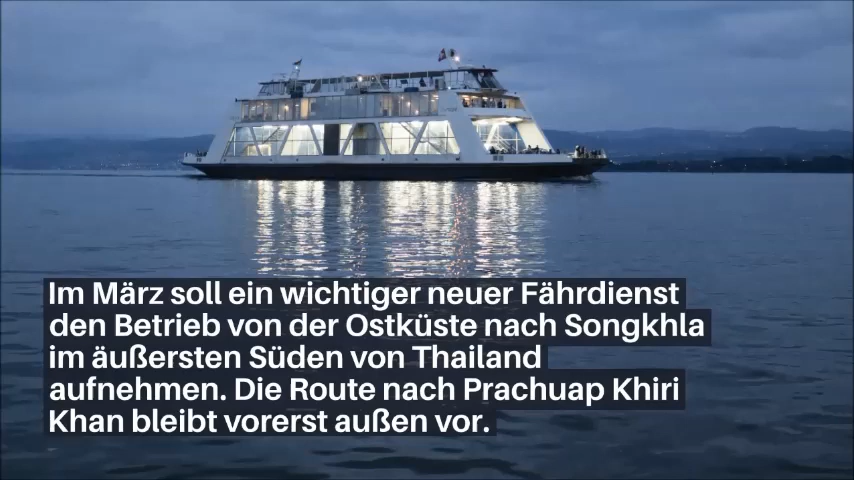 Im März soll ein wichtiger neuer Fährdienst
den Betrieb von der Ostküste nach Songkhla
im äußersten Süden von Thailand
aufnehmen. Die Route nach Prachuap Khiri
Khan bleibt vorerst außen vor.